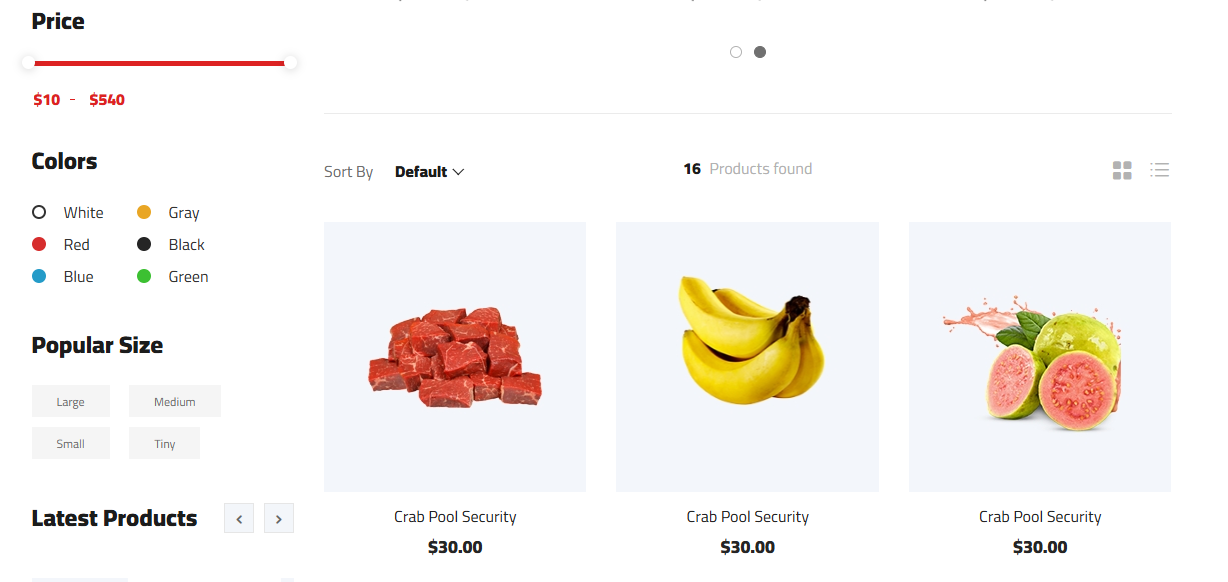 Price
$10 - $540
Colors
White Gray
Red Black
Blue Green
Popular Size
Large Medium
Small Tiny
Latest Products
Sort By Default 16 Products found
Crab Pool Security Crab Pool Security Crab Pool Security
$30.00 $30.00 $30.00